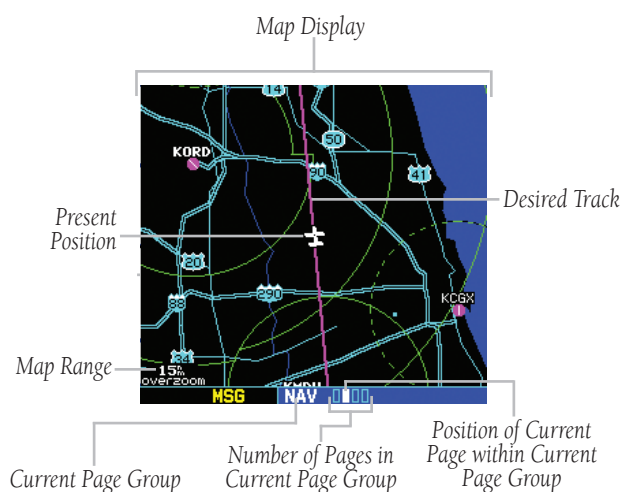 Map Display
14
50
KORD
90
41
Desired Track
Present
Position
20
KCGX
290
88
34
Map Range
15
overzoom
MSG
NAV
Current Page Group
Number of Pages in
Current Page Group
Position of Current
Page within Current
Page Group